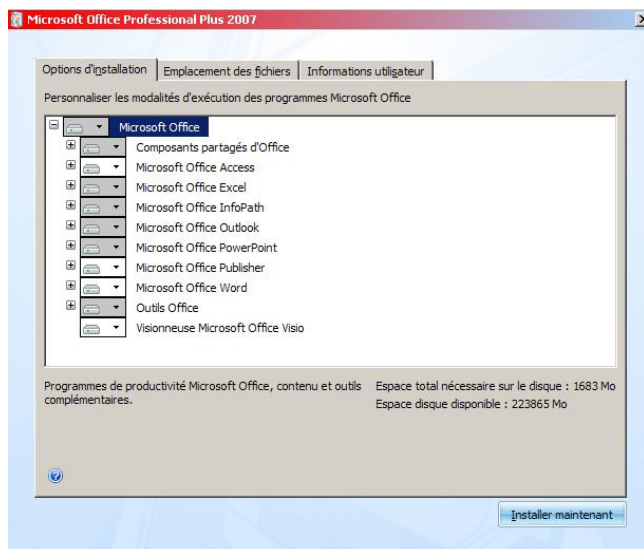 Microsoft Office Professional Plus 2007
Options d'installation
Emplacement des fichiers
Informations utilisateur
Personnaliser les modalités d'exécution des programmes Microsoft Office
Microsoft Office
Composants partagés d'Office
Microsoft Office Access
Microsoft Office Excel
Microsoft Office InfoPath
Microsoft Office Outlook
Microsoft Office PowerPoint
Microsoft Office Publisher
Microsoft Office Word
Outils Office
Visionneuse Microsoft Office Visio
Programmes de productivité Microsoft Office, contenu et outils
complémentaires.
Espace total nécessaire sur le disque : 1683 Mo
Espace disque disponible : 223865 Mo
Installer maintenant